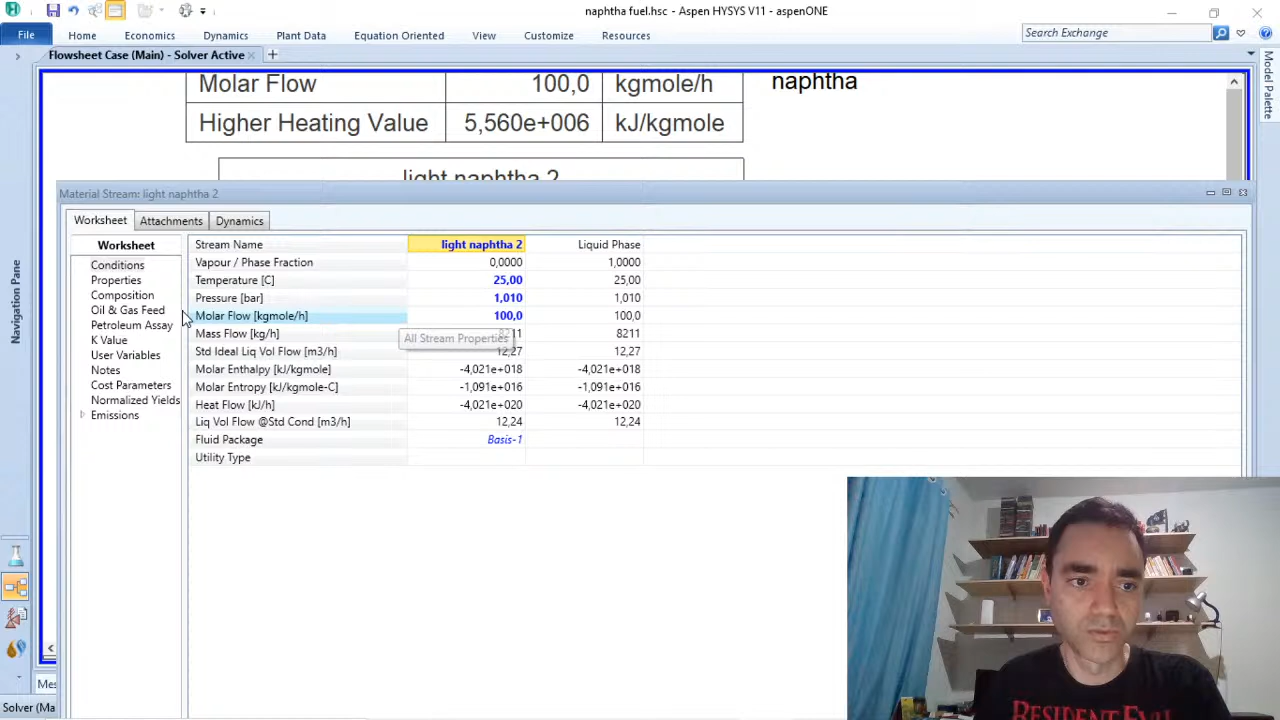 naphtha fuel.hsc - Aspen HYSYS V11 - aspenONE
File Home Economics Dynamics Plant Data Equation Oriented View Customize Resources Search Exchange
Flowsheet Case (Main) - Solver Active
Model Palette
Navigation Pane
Molar Flow 100,0 kgmole/h
naphtha
Higher Heating Value 5,560e+006 kJ/kgmole
light naphtha 2
Material Stream: light naphtha 2
Worksheet Attachments Dynamics
Worksheet
Conditions
Properties
Composition
Oil & Gas Feed
Petroleum Assay
K Value
User Variables
Notes
Cost Parameters
Normalized Yields
Emissions
Stream Name light naphtha 2 Liquid Phase
Vapour / Phase Fraction 0,0000 1,0000
Temperature [C] 25,00 25,00
Pressure [bar] 1,010 1,010
Molar Flow [kgmole/h] 100,0 100,0
Mass Flow [kg/h] 8211
All Stream Properties
Std Ideal Liq Vol Flow [m3/h] 12,27 12,27
Molar Enthalpy [kJ/kgmole] -4,021e+018 -4,021e+018
Molar Entropy [kJ/kgmole-C] -1,091e+016 -1,091e+016
Heat Flow [kJ/h] -4,021e+020 -4,021e+020
Liq Vol Flow @Std Cond [m3/h] 12,24 12,24
Fluid Package Basis-1
Utility Type
Mes
Solver (Ma
RESIDENT EVIL